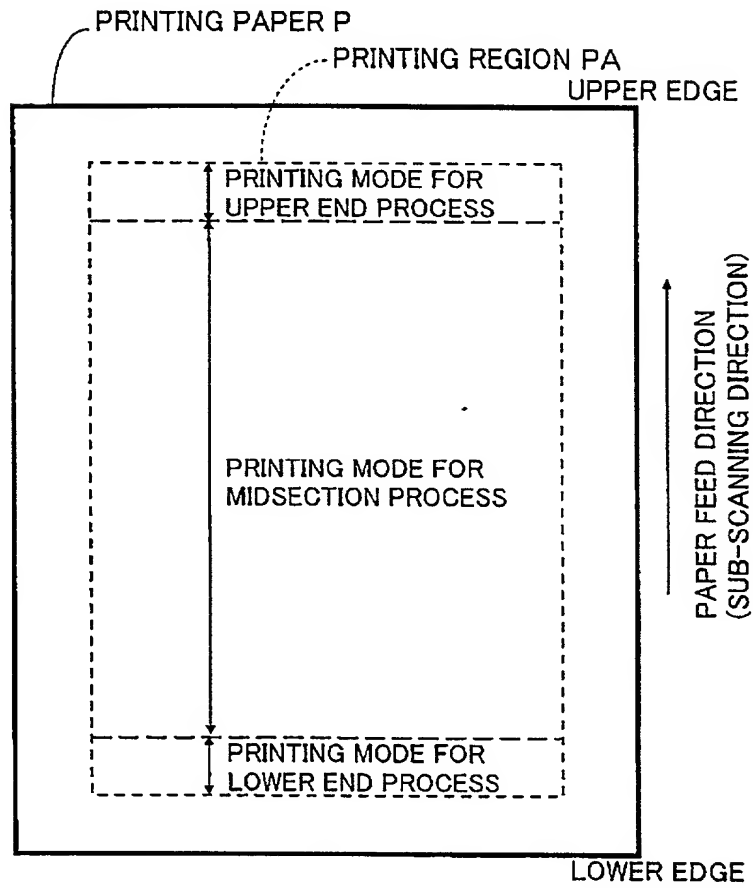 PRINTING PAPER P
PRINTING REGION PA
UPPER EDGE
PRINTING MODE FOR
UPPER END PROCESS
PRINTING MODE FOR
MIDSECTION PROCESS
PAPER FEED DIRECTION
(SUB-SCANNING DIRECTION)
PRINTING MODE FOR
LOWER END PROCESS
LOWER EDGE